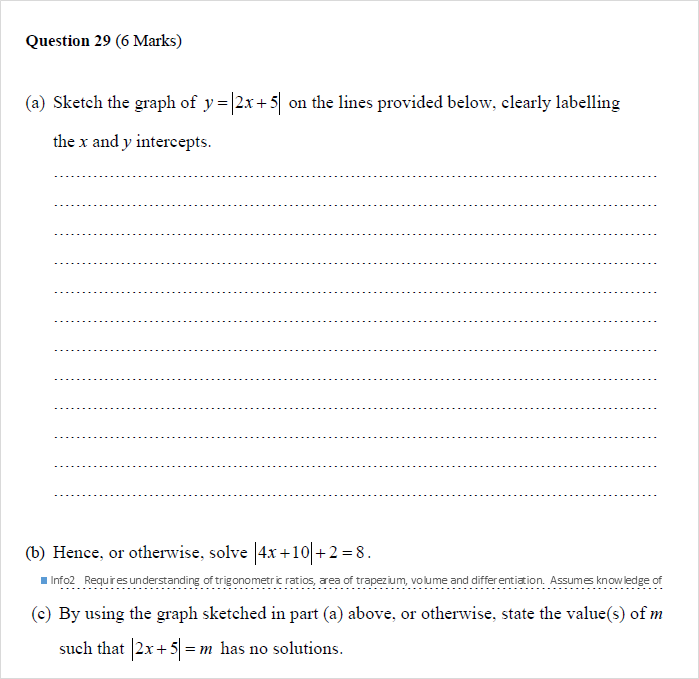 Question 29 (6 Marks)
(a) Sketch the graph of y = |2x + 5| on the lines provided below, clearly labelling
the x and y intercepts.
(b) Hence, or otherwise, solve |4x + 10| + 2 = 8.
Info2 Requires understanding of trigonometric ratios, area of trapezium, volume and differentiation. Assumes knowledge of
(c) By using the graph sketched in part (a) above, or otherwise, state the value(s) of m
such that |2x + 5| = m has no solutions.